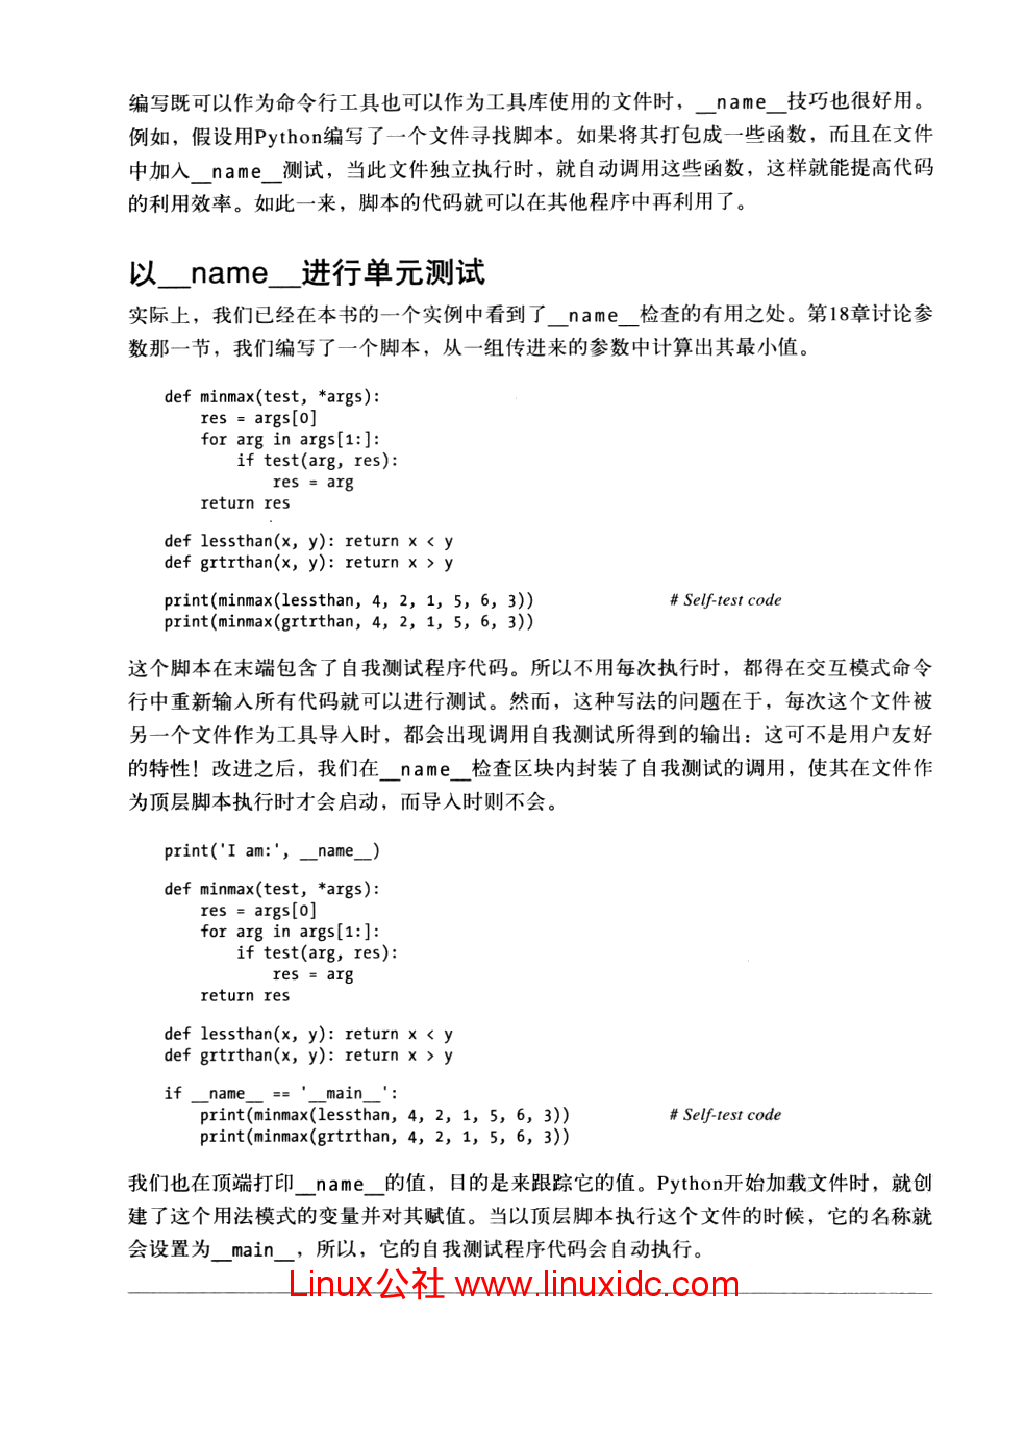 编写既可以作为命令行工具也可以作为工具库使用的文件时，__name__技巧也很好用。
例如，假设用Python编写了一个文件寻找脚本。如果将其打包成一些函数，而且在文件
中加入__name__测试，当此文件独立执行时，就自动调用这些函数，这样就能提高代码
的利用效率。如此一来，脚本的代码就可以在其他程序中再利用了。
以__name__进行单元测试
实际上，我们已经在本书的一个实例中看到了__name__检查的有用之处。第18章讨论参
数那一节，我们编写了一个脚本，从一组传进来的参数中计算出其最小值。
def minmax(test, *args):
    res = args[0]
    for arg in args[1:]:
        if test(arg, res):
            res = arg
    return res
def lessthan(x, y): return x < y
def grtrthan(x, y): return x > y
print(minmax(lessthan, 4, 2, 1, 5, 6, 3))    # Self-test code
print(minmax(grtrthan, 4, 2, 1, 5, 6, 3))
这个脚本在末端包含了自我测试程序代码。所以不用每次执行时，都得在交互模式命令
行中重新输入所有代码就可以进行测试。然而，这种写法的问题在于，每次这个文件被
另一个文件作为工具导入时，都会出现调用自我测试所得到的输出：这可不是用户友好
的特性！改进之后，我们在__name__检查区块内封装了自我测试的调用，使其在文件作
为顶层脚本执行时才会启动，而导入时则不会。
print('I am:', __name__)
def minmax(test, *args):
    res = args[0]
    for arg in args[1:]:
        if test(arg, res):
            res = arg
    return res
def lessthan(x, y): return x < y
def grtrthan(x, y): return x > y
if __name__ == '__main__':
    print(minmax(lessthan, 4, 2, 1, 5, 6, 3))    # Self-test code
    print(minmax(grtrthan, 4, 2, 1, 5, 6, 3))
我们也在顶端打印__name__的值，目的是来跟踪它的值。Python开始加载文件时，就创
建了这个用法模式的变量并对其赋值。当以顶层脚本执行这个文件的时候，它的名称就
会设置为__main__，所以，它的自我测试程序代码会自动执行。
Linux公社 www.linuxidc.com